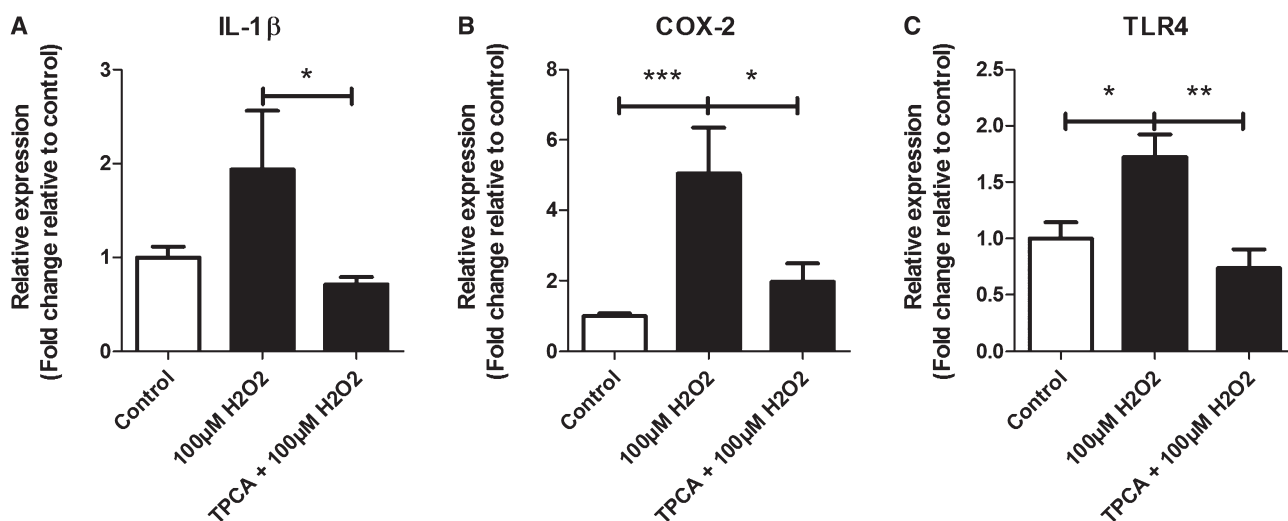 A
IL-1β
Relative expression
(Fold change relative to control)
3
2
1
0
*
Control
100µM H2O2
TPCA + 100µM H2O2
B
COX-2
Relative expression
(Fold change relative to control)
8
6
4
2
0
***
*
Control
100µM H2O2
TPCA + 100µM H2O2
C
TLR4
Relative expression
(Fold change relative to control)
2.5
2.0
1.5
1.0
0.5
0.0
*
**
Control
100µM H2O2
TPCA + 100µM H2O2